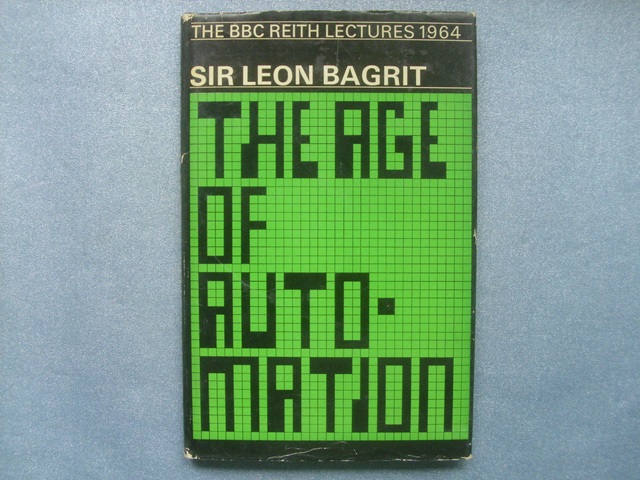 THE BBC REITH LECTURES 1964
SIR LEON BAGRIT
THE AGE
OF
AUTO-
MATION